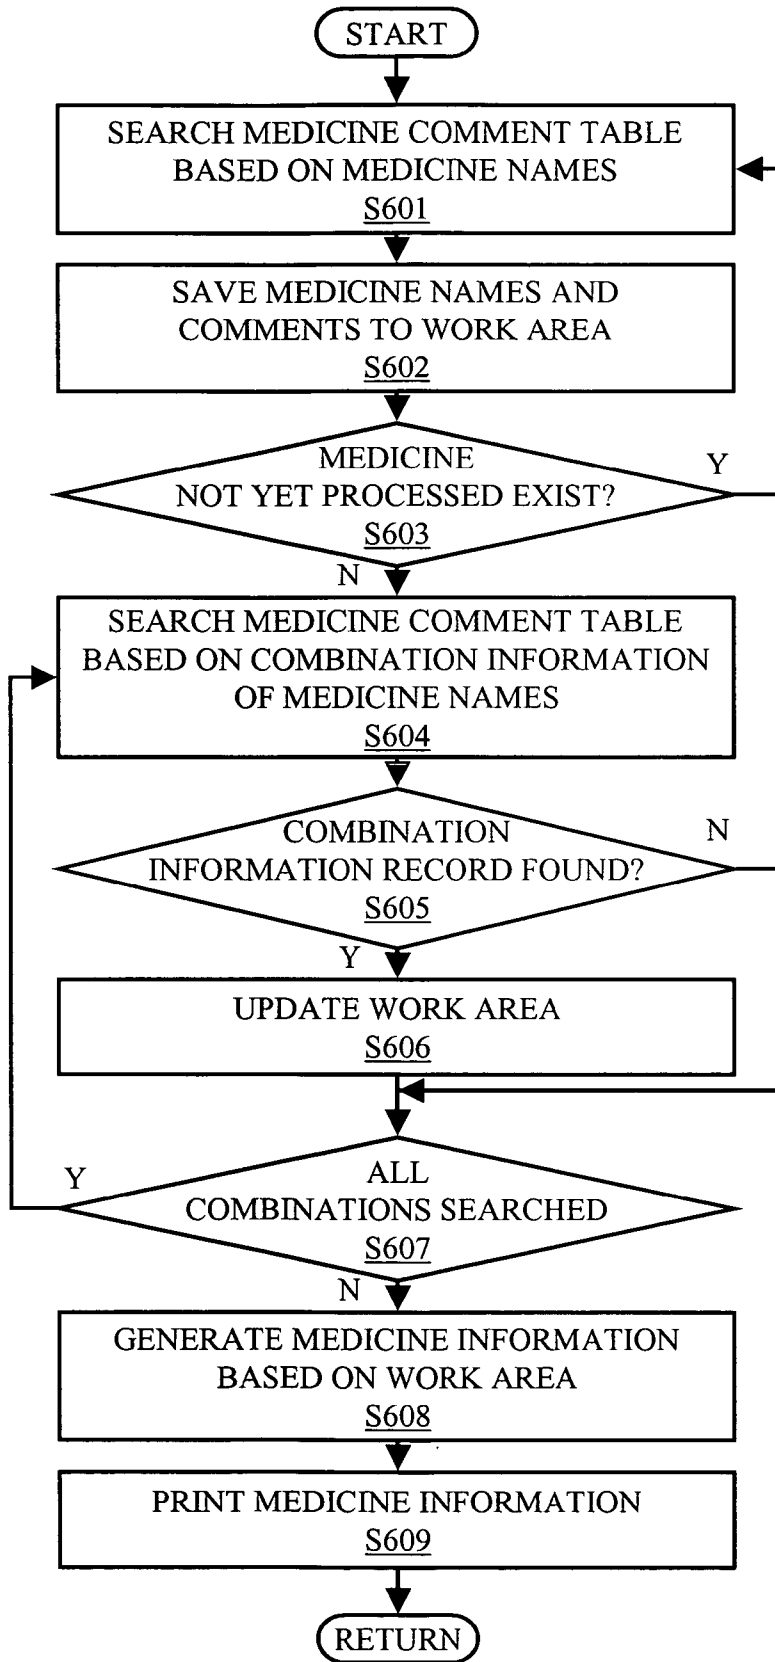 START
SEARCH MEDICINE COMMENT TABLE
BASED ON MEDICINE NAMES
S601
SAVE MEDICINE NAMES AND
COMMENTS TO WORK AREA
S602
MEDICINE
NOT YET PROCESSED EXIST?
S603
Y
N
SEARCH MEDICINE COMMENT TABLE
BASED ON COMBINATION INFORMATION
OF MEDICINE NAMES
S604
COMBINATION
INFORMATION RECORD FOUND?
S605
N
Y
UPDATE WORK AREA
S606
ALL
COMBINATIONS SEARCHED
S607
Y
N
GENERATE MEDICINE INFORMATION
BASED ON WORK AREA
S608
PRINT MEDICINE INFORMATION
S609
RETURN